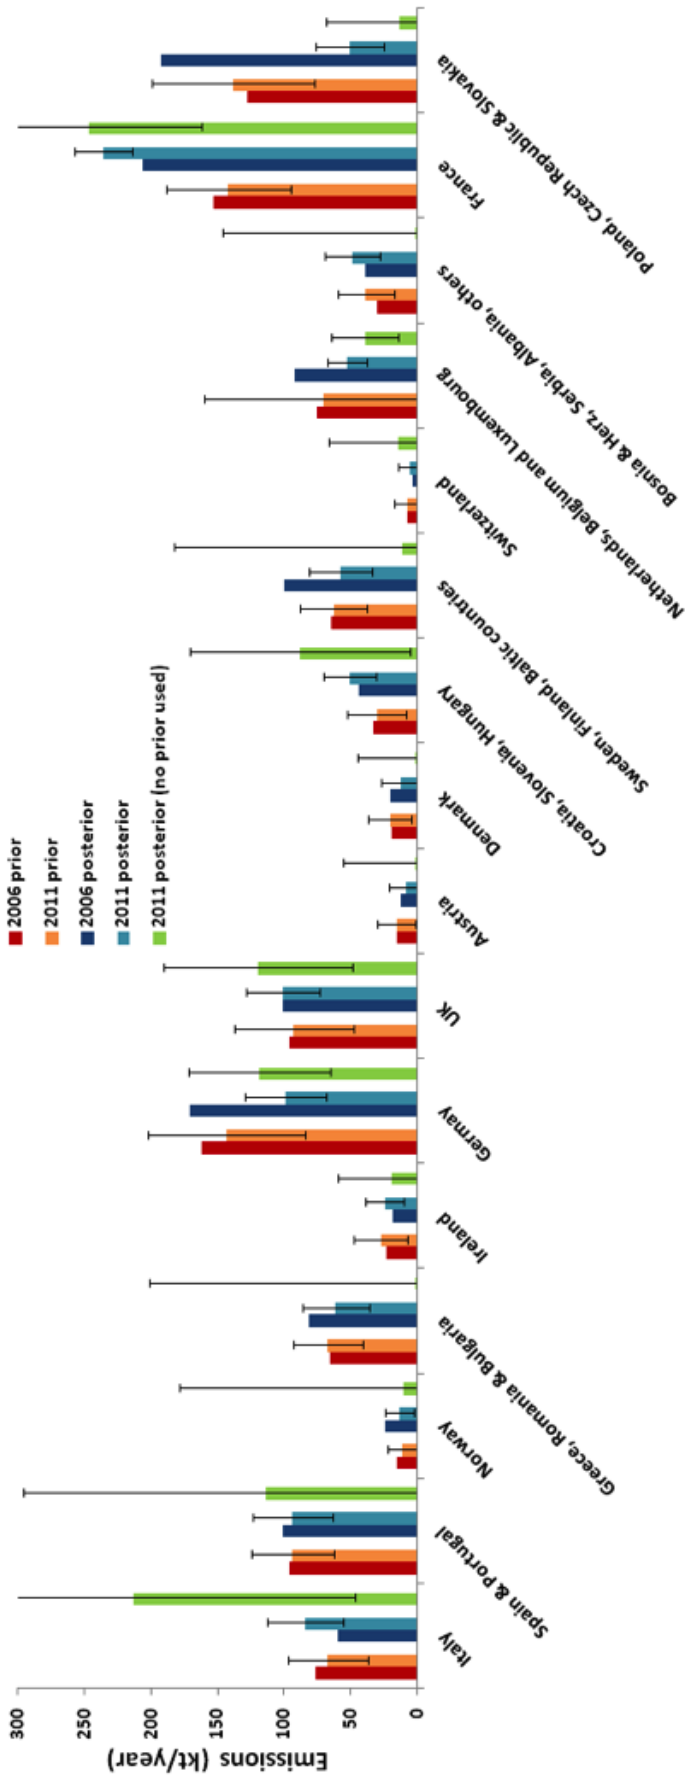 2006 prior
2011 prior
2006 posterior
2011 posterior
2011 posterior (no prior used)
Emissions (kt/year)
300
250
200
150
100
50
0
Italy
Spain & Portugal
Norway
Greece, Romania & Bulgaria
Ireland
Germay
UK
Austria
Denmark
Croatia, Slovenia, Hungary
Sweden, Finland, Baltic countries
Switzerland
Netherlands, Belgium and Luxembourg
Bosnia & Herz, Serbia, Albania, others
France
Poland, Czech Republic & Slovakia